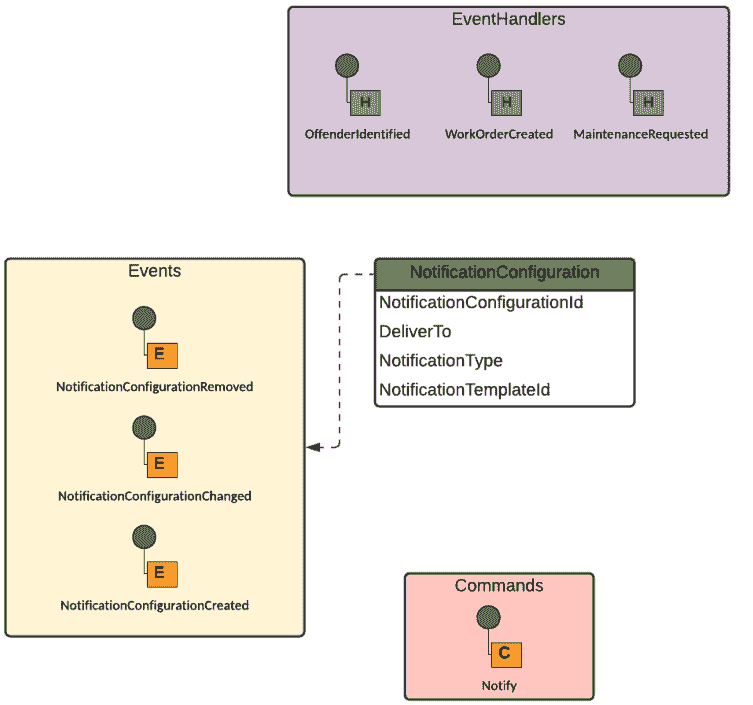 EventHandlers
H
H
H
OffenderIdentified
WorkOrderCreated
MaintenanceRequested
Events
E
NotificationConfigurationRemoved
E
NotificationConfigurationChanged
E
NotificationConfigurationCreated
NotificationConfiguration
NotificationConfigurationId
DeliverTo
NotificationType
NotificationTemplateId
Commands
C
Notify